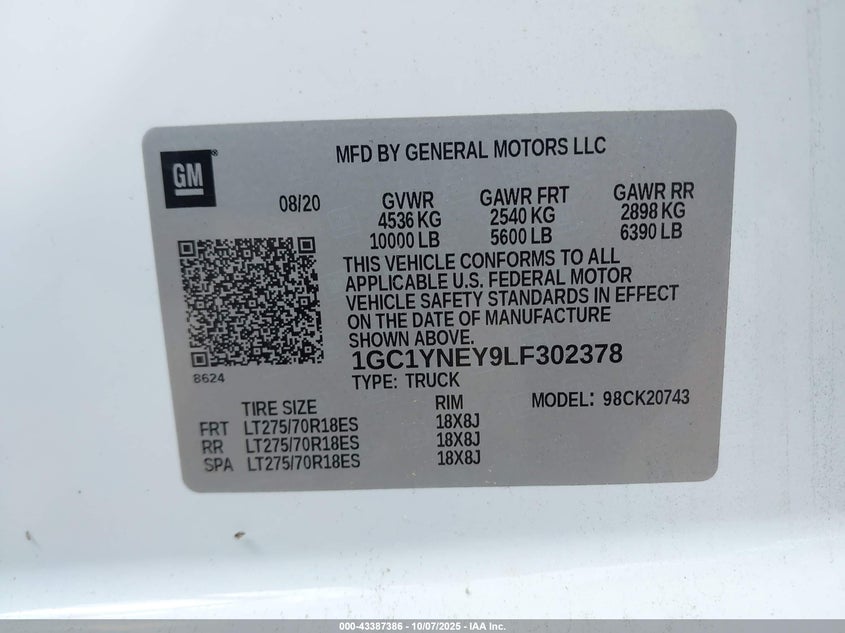 MFD BY GENERAL MOTORS LLC
GM®
08/20 GVWR GAWR FRT GAWR RR
4536 KG 2540 KG 2898 KG
10000 LB 5600 LB 6390 LB
THIS VEHICLE CONFORMS TO ALL
APPLICABLE U.S. FEDERAL MOTOR
VEHICLE SAFETY STANDARDS IN EFFECT
ON THE DATE OF MANUFACTURE
SHOWN ABOVE.
1GC1YNEY9LF302378
8624
TYPE: TRUCK
TIRE SIZE RIM MODEL: 98CK20743
FRT LT275/70R18ES 18X8J
RR LT275/70R18ES 18X8J
SPA LT275/70R18ES 18X8J
000-43387386 - 10/07/2025 - IAA Inc.